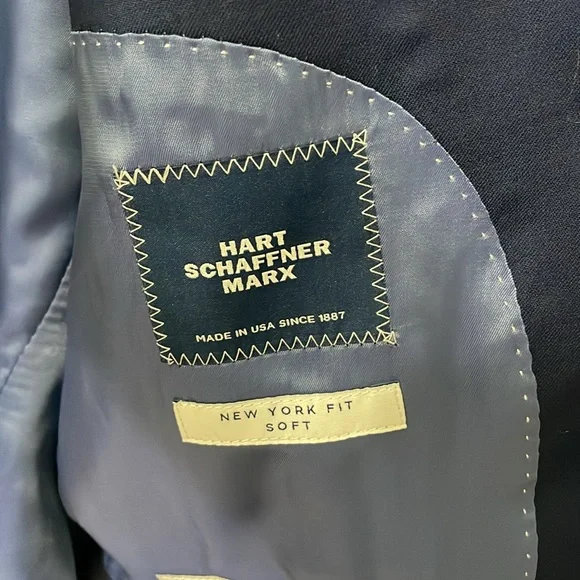 HART
SCHAFFNER
MARX
MADE IN USA SINCE 1887
NEW YORK FIT
SOFT